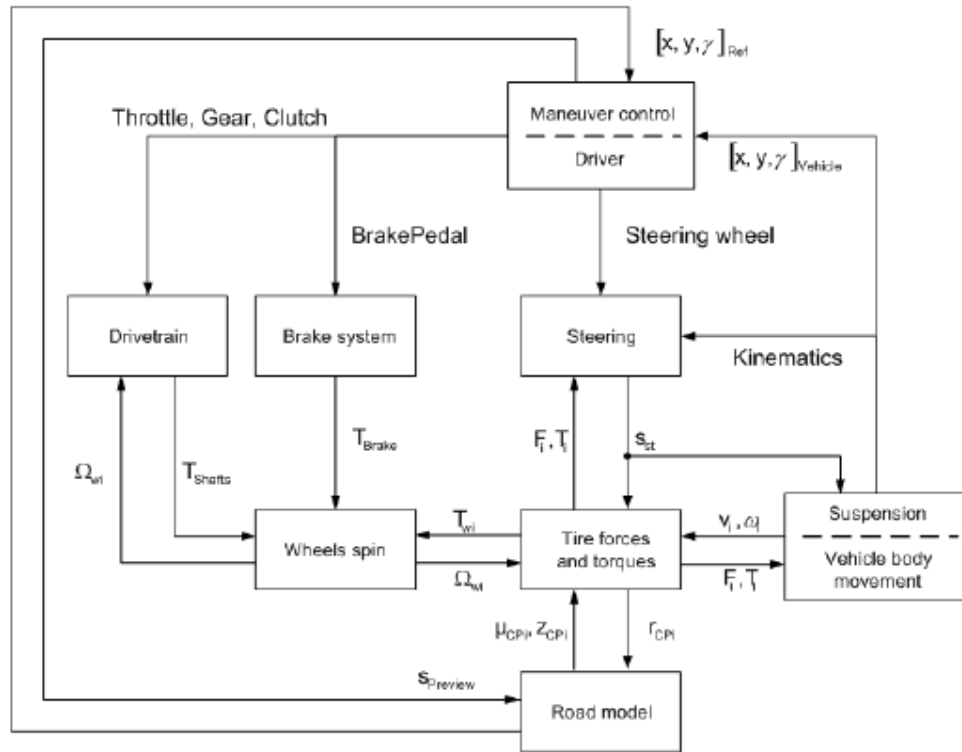 [x, y, γ]Ref
Throttle, Gear, Clutch
Maneuver control
Driver
[x, y, γ]Vehicle
BrakePedal
Steering wheel
Drivetrain
Brake system
Steering
Kinematics
Ωwi
TShafts
TBrake
Fi, Ti
sst
Wheels spin
Twi
Ωwi
Tire forces
and torques
vi, ωi
Fi, Ti
Suspension
Vehicle body
movement
μCPi, zCPi
rCPi
sPreview
Road model